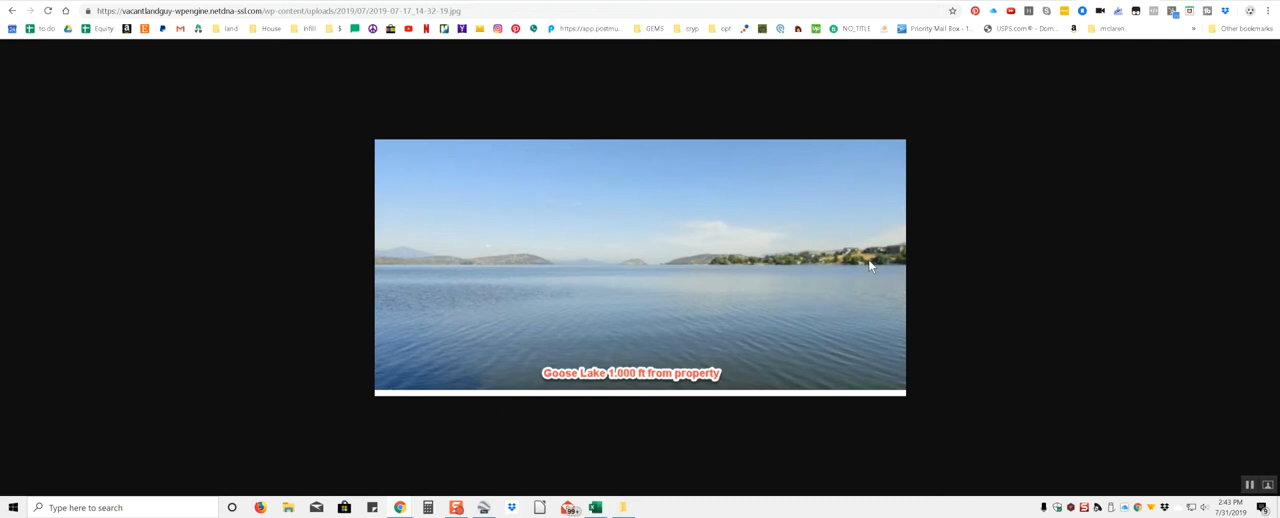 https://vacantlandguy-wpengine.netdna-ssl.com/wp-content/uploads/2019/07/2019-07-17_14-32-19.jpg
to do
Equity
land
House
Infill
$
https://app.postmu...
GEMS
cryp
opt
NO_TITLE
Priority Mail Box - 1...
USPS.com® - Dom...
mclaren
»
Other bookmarks
Goose Lake 1.000 ft from property
Type here to search
99+
2:43 PM
7/31/2019